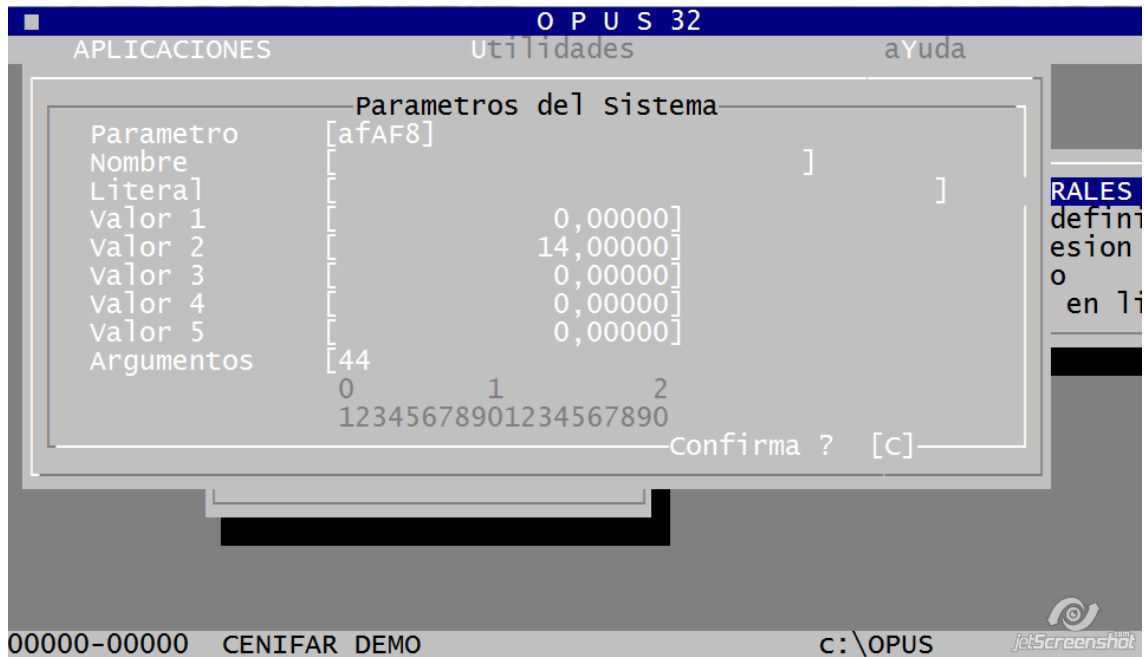 O P U S 32
APLICACIONES Utilidades aYuda
Parametros del Sistema
Parametro [afAF8]
Nombre [ ]
Literal [ ]
RALES
Valor 1 [ 0,00000]
defini
Valor 2 [ 14,00000]
esion
Valor 3 [ 0,00000]
o
Valor 4 [ 0,00000]
en li
Valor 5 [ 0,00000]
Argumentos [44
0 1 2
12345678901234567890
Confirma ? [C]
00000-00000 CENIFAR DEMO c:\OPUS
jetScreenshot